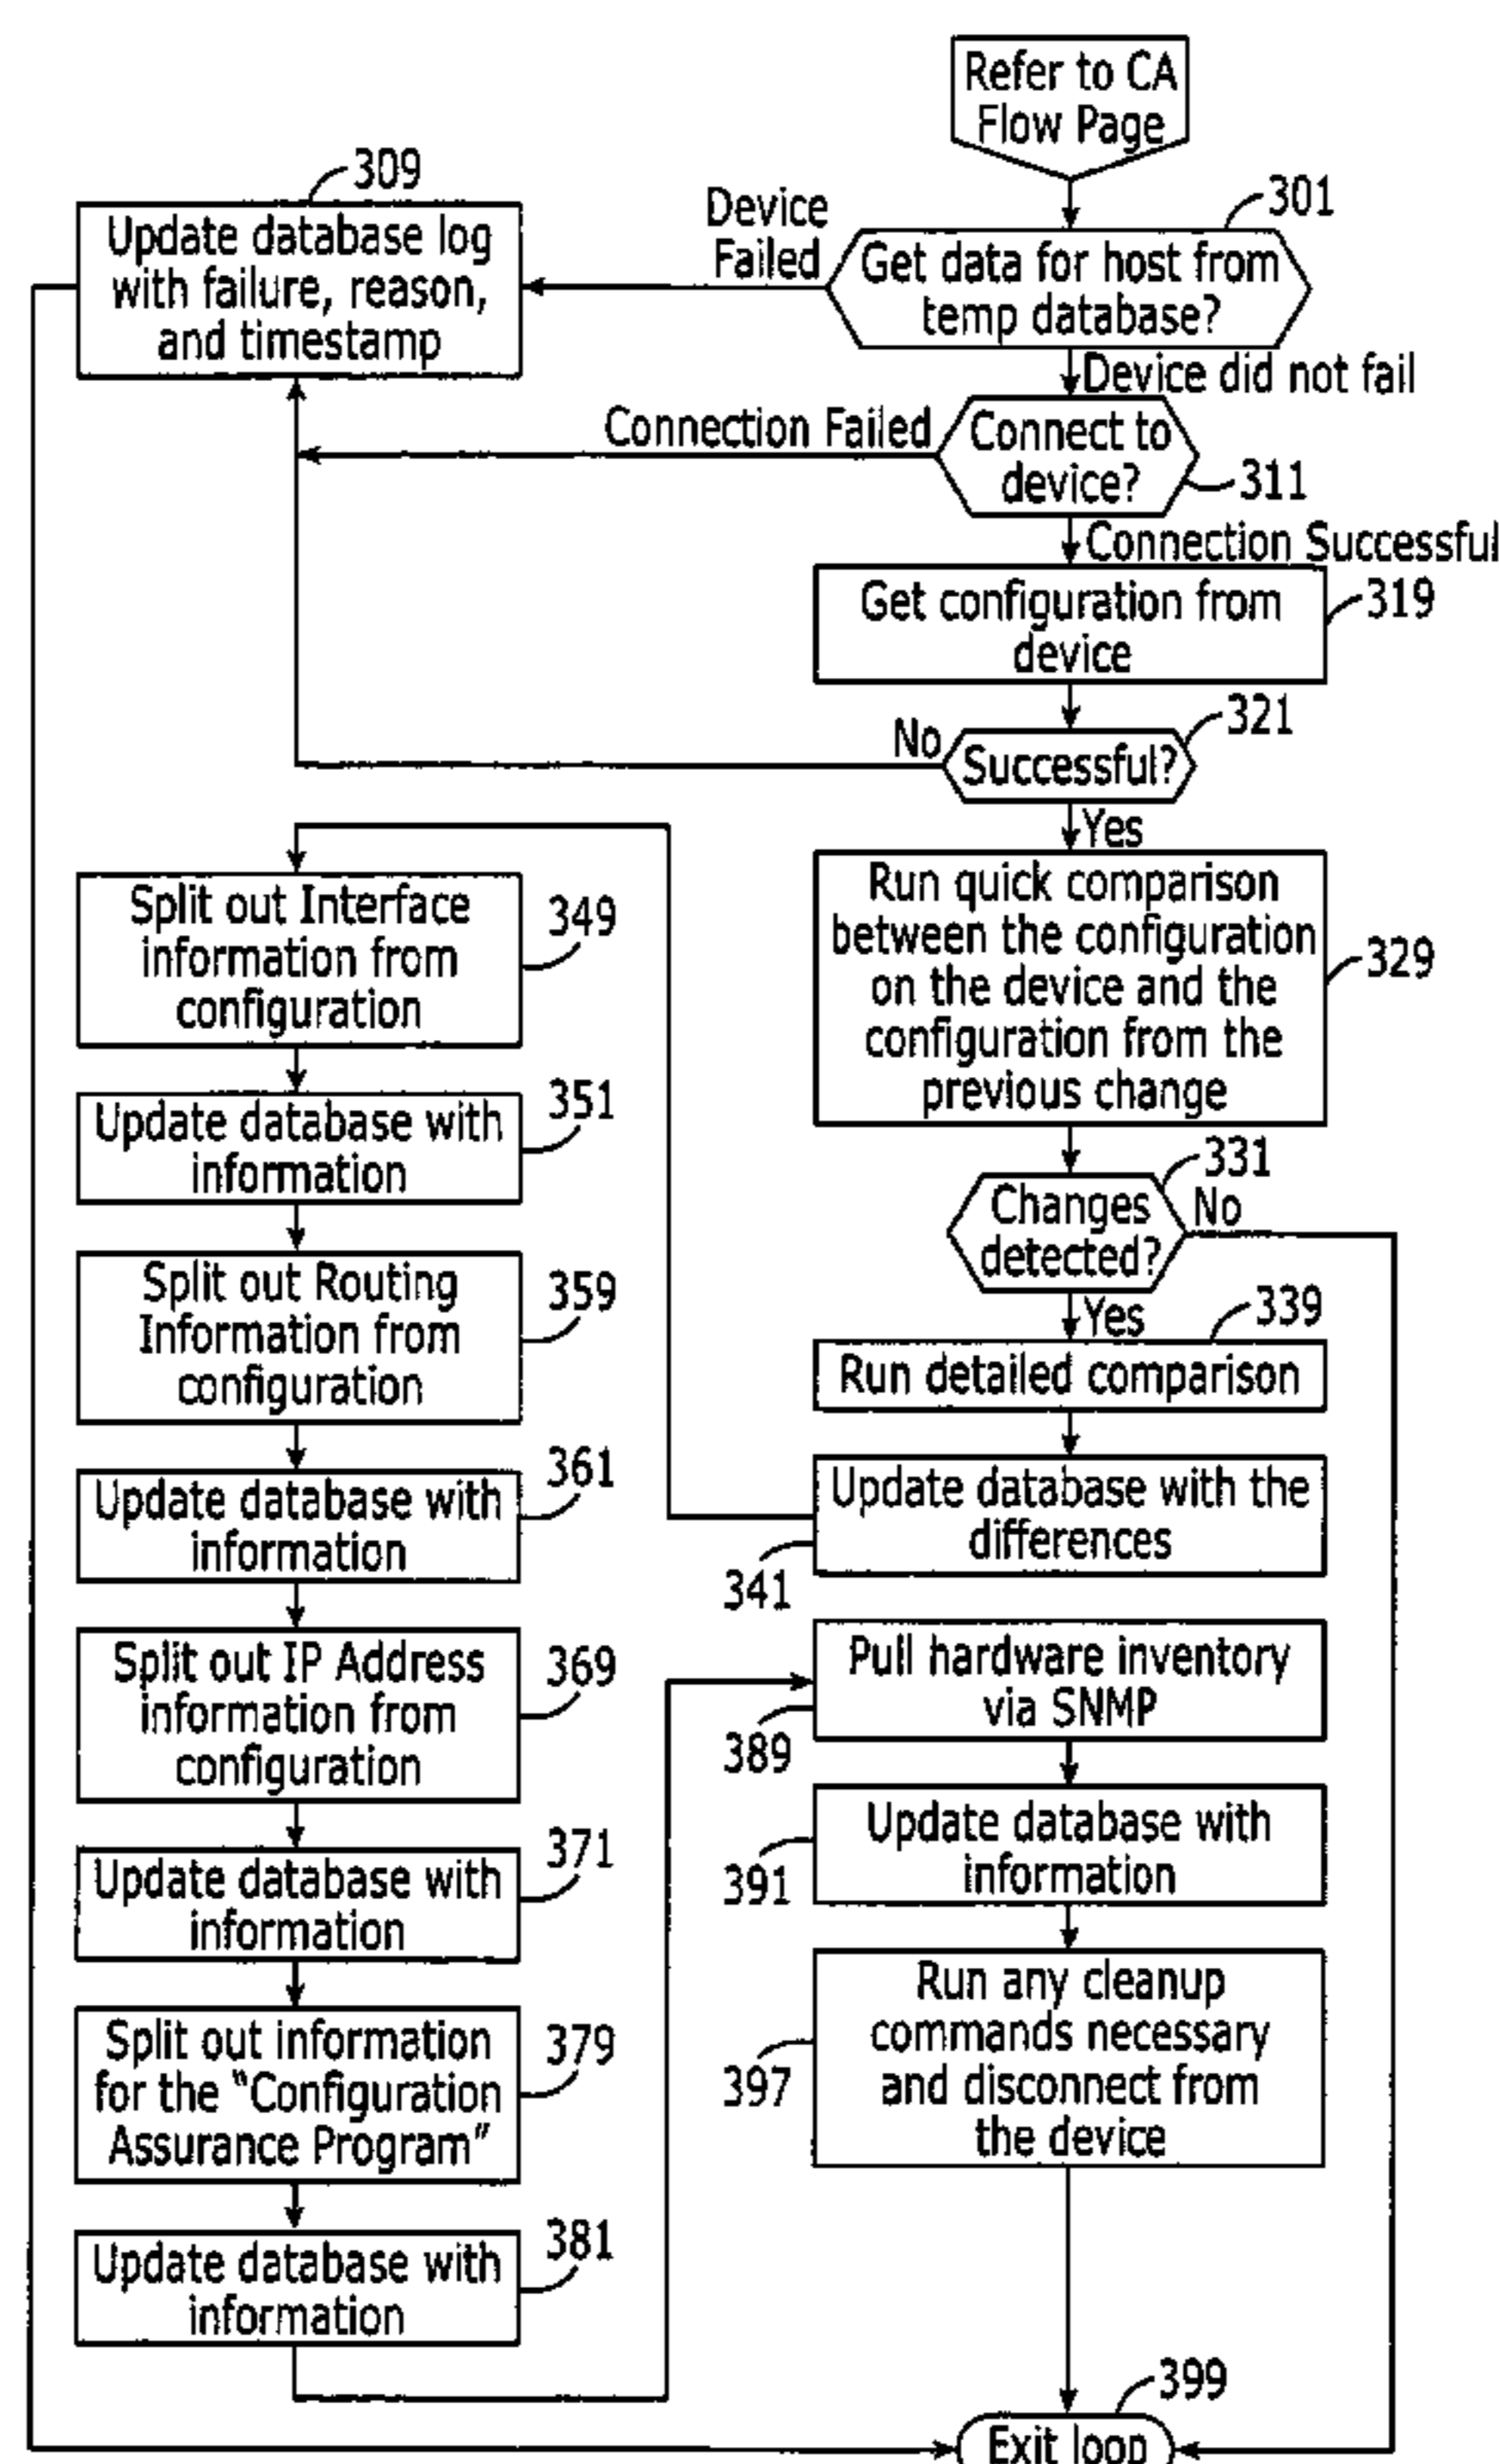 Refer to CA
Flow Page
301
Get data for host from
temp database?
Device
Failed
309
Update database log
with failure, reason,
and timestamp
Device did not fail
Connect to
device?
311
Connection Failed
Connection Successful
Get configuration from
device
319
321
Successful?
No
Yes
Run quick comparison
between the configuration
on the device and the
configuration from the
previous change
329
331
Changes
detected?
No
Yes
339
Run detailed comparison
Update database with the
differences
341
Split out Interface
information from
configuration
349
Update database with
information
351
Split out Routing
Information from
configuration
359
Update database with
information
361
Split out IP Address
information from
configuration
369
Update database with
information
371
Split out information
for the "Configuration
Assurance Program"
379
Update database with
information
381
Pull hardware inventory
via SNMP
389
Update database with
information
391
Run any cleanup
commands necessary
and disconnect from
the device
397
399
Exit loop